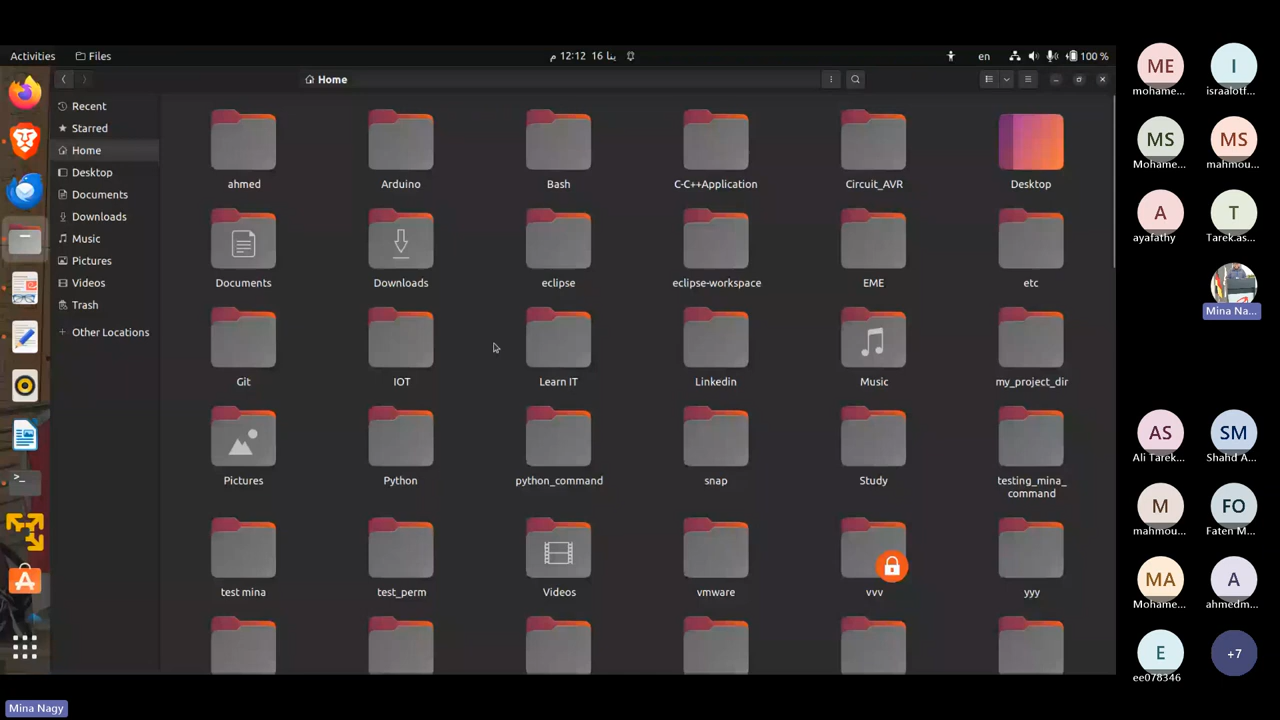 Activities
Files
م 12:12 16 ينا
en
100 %
Home
Recent
Starred
Home
Desktop
Documents
Downloads
Music
Pictures
Videos
Trash
Other Locations
ahmed
Arduino
Bash
C-C++Application
Circuit_AVR
Desktop
Documents
Downloads
eclipse
eclipse-workspace
EME
etc
Git
IOT
Learn IT
Linkedin
Music
my_project_dir
Pictures
Python
python_command
snap
Study
testing_mina_
command
test mina
test_perm
Videos
vmware
vvv
yyy
ME
mohame...
I
israalotf...
MS
Mohame...
MS
mahmou...
A
ayafathy
T
Tarek.as...
Mina Na...
AS
Ali Tarek...
SM
Shahd A...
M
mahmou...
FO
Faten M...
MA
Mohame...
A
ahmedm...
E
ee078346
+7
Mina Nagy